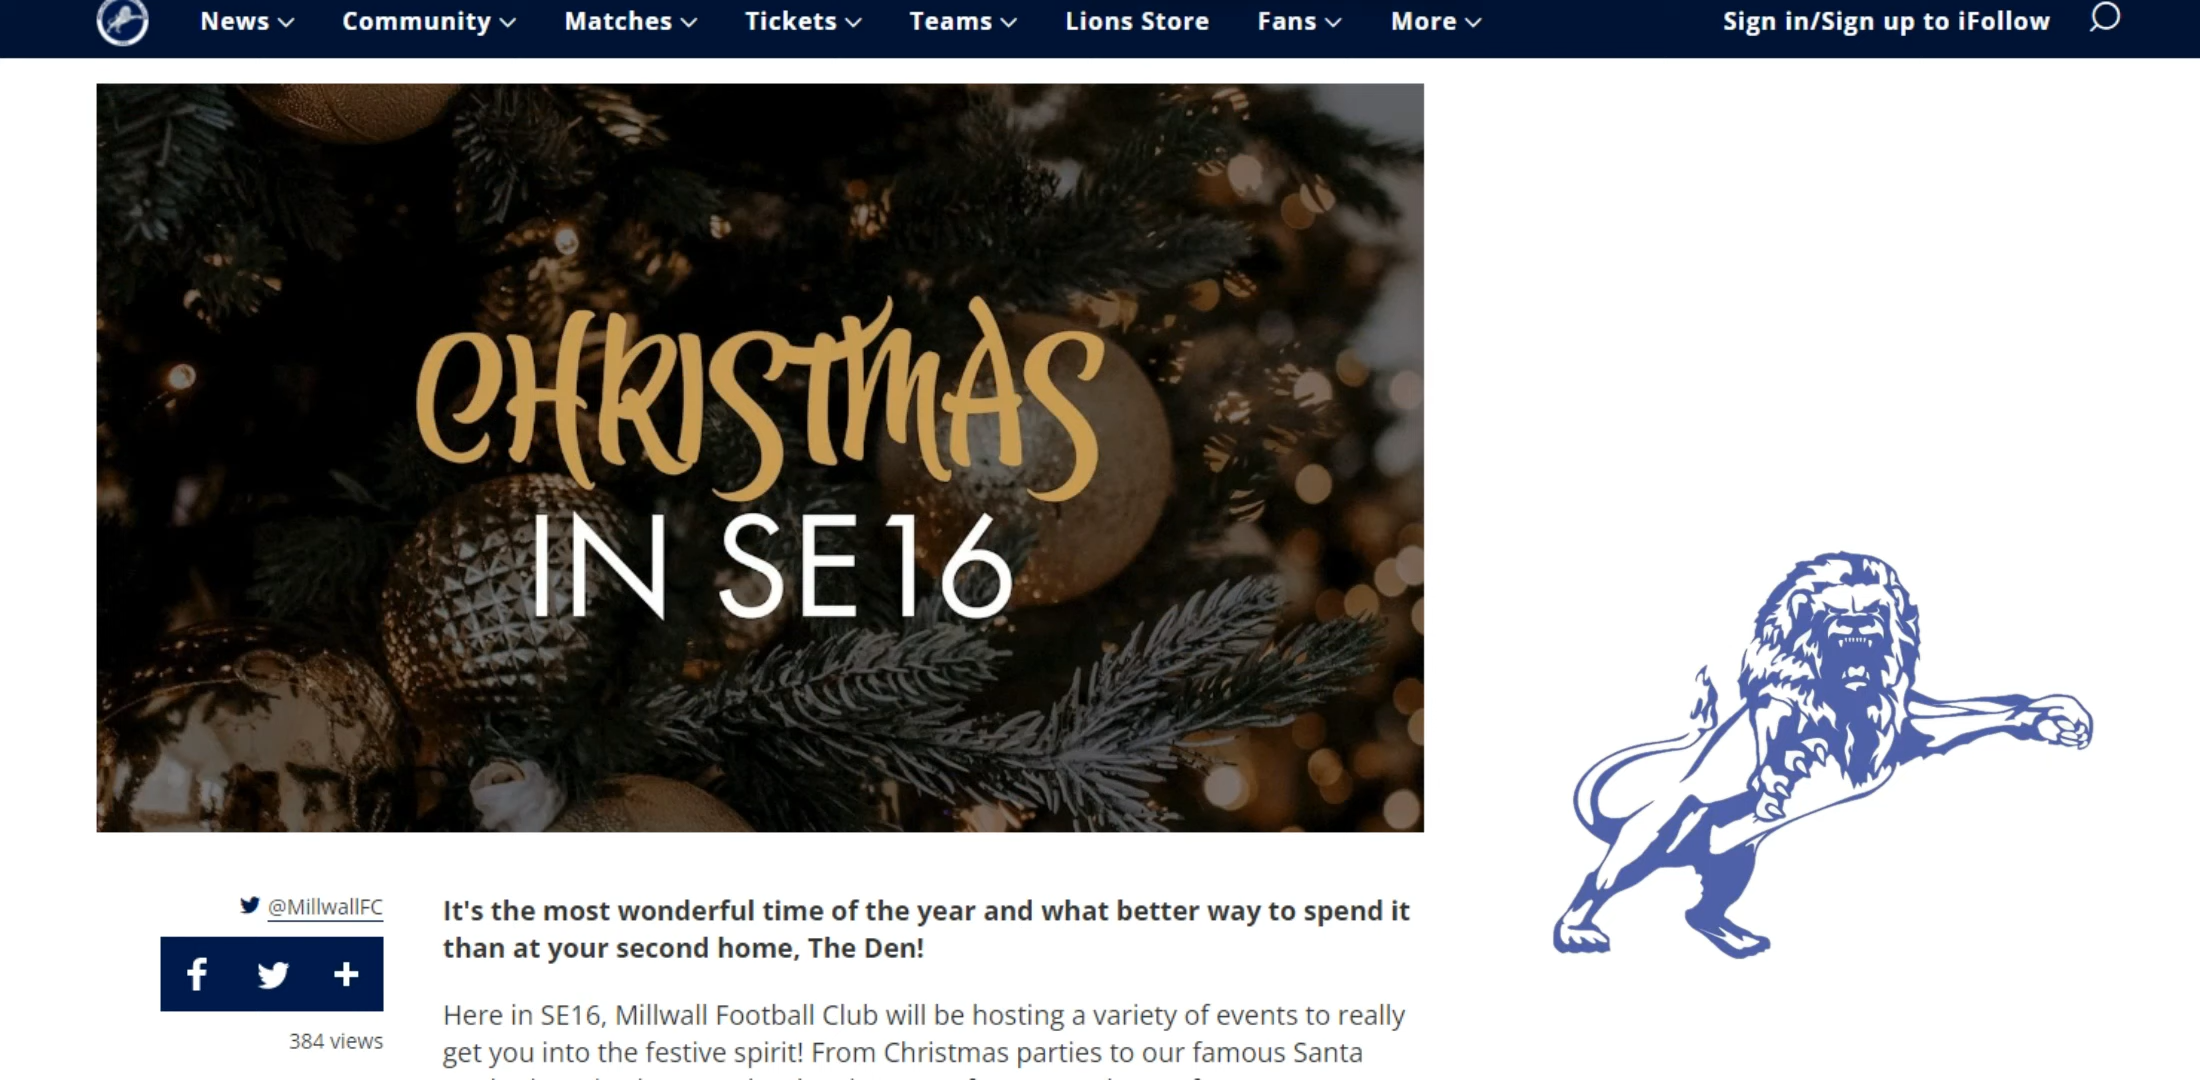 News
Community
Matches
Tickets
Teams
Lions Store
Fans
More
Sign in/Sign up to iFollow
CHRISTMAS
IN SE16
@MillwallFC
384 views
It's the most wonderful time of the year and what better way to spend it
than at your second home, The Den!
Here in SE16, Millwall Football Club will be hosting a variety of events to really
get you into the festive spirit! From Christmas parties to our famous Santa